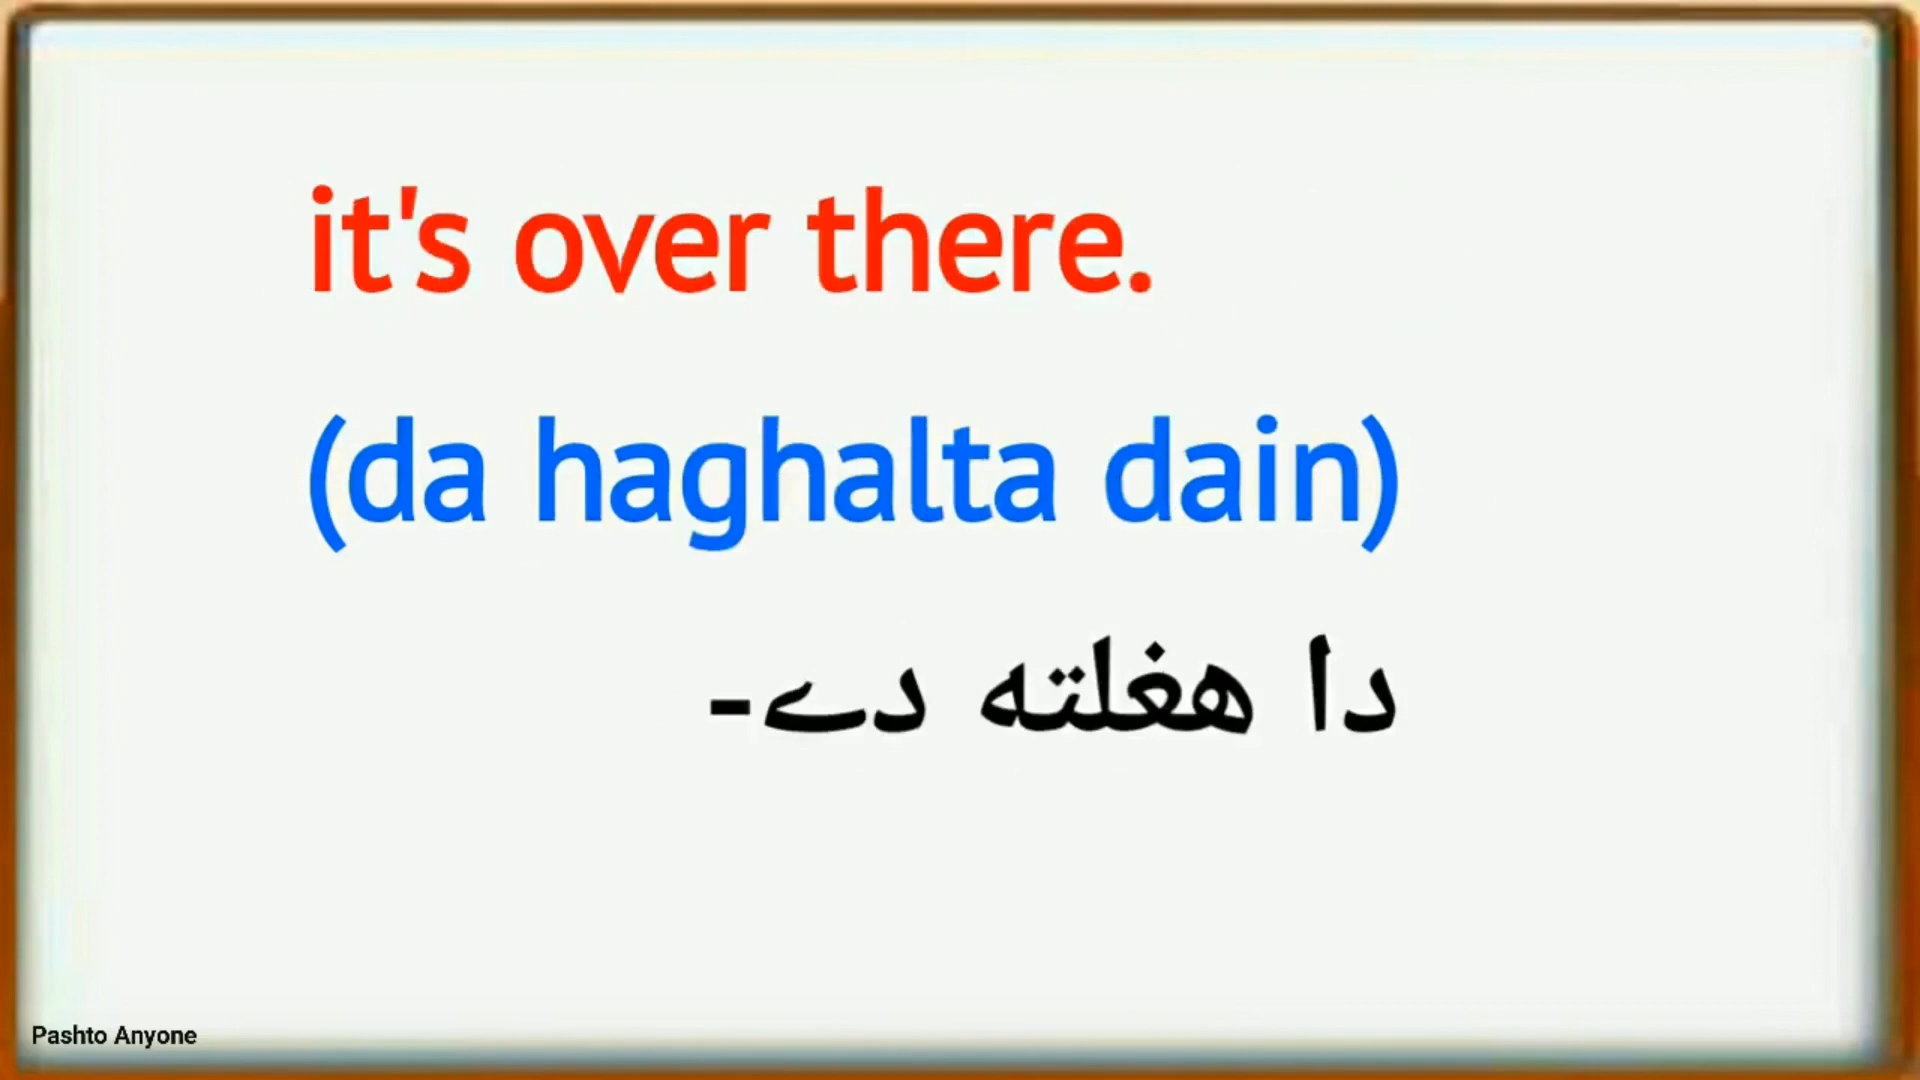 it's over there.
(da haghalta dain)
دا هغلته دے-
Pashto Anyone